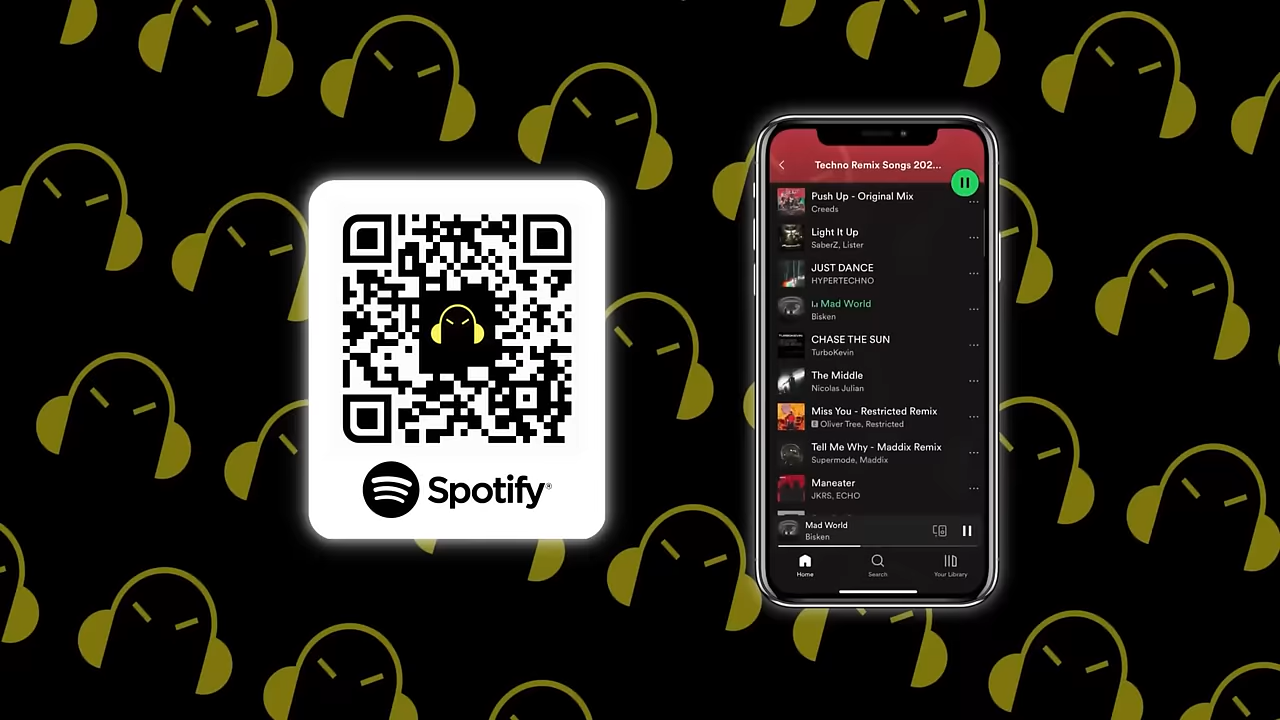 Spotify®
Techno Remix Songs 202...
Push Up - Original Mix
Creeds
Light It Up
SaberZ, Lister
JUST DANCE
HYPERTECHNO
Mad World
Bisken
CHASE THE SUN
TurboKevin
The Middle
Nicolas Julian
Miss You - Restricted Remix
E Oliver Tree, Restricted
Tell Me Why - Maddix Remix
Supermode, Maddix
Maneater
JKRS, ECHO
Mad World
Bisken
Home Search Your Library